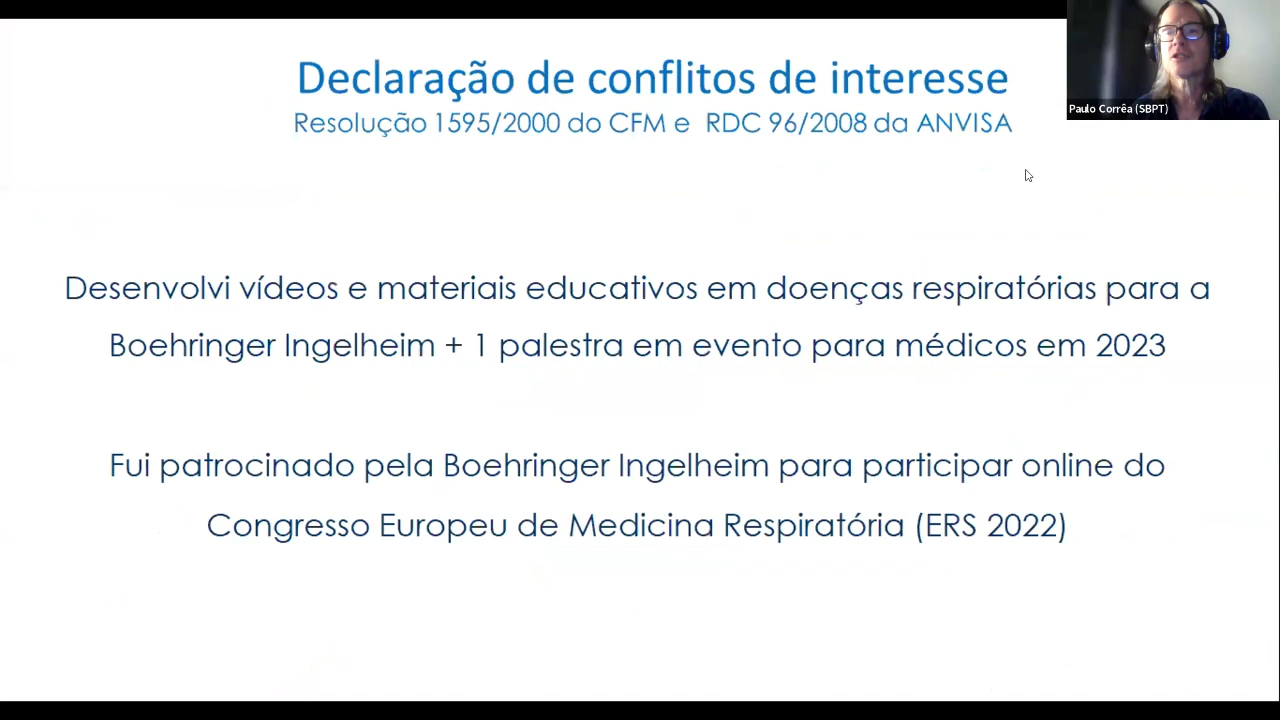 Declaração de conflitos de interesse
Resolução 1595/2000 do CFM e RDC 96/2008 da ANVISA
Paulo Corrêa (SBPT)
Desenvolvi vídeos e materiais educativos em doenças respiratórias para a
Boehringer Ingelheim + 1 palestra em evento para médicos em 2023
Fui patrocinado pela Boehringer Ingelheim para participar online do
Congresso Europeu de Medicina Respiratória (ERS 2022)